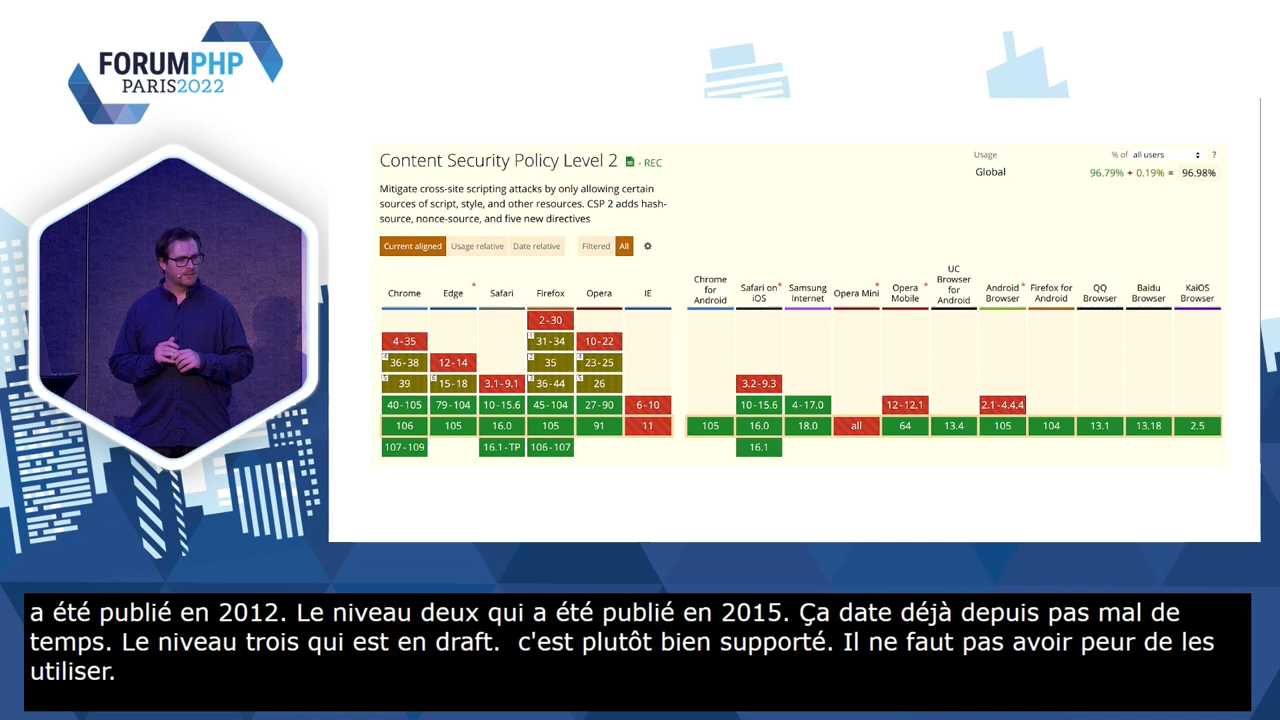 FORUMPHP
PARIS2022
Content Security Policy Level 2 - REC
Mitigate cross-site scripting attacks by only allowing certain
sources of script, style, and other resources. CSP 2 adds hash-
source, nonce-source, and five new directives
Usage % of all users ?
Global 96.79% + 0.19% = 96.98%
Current aligned Usage relative Date relative Filtered All
Chrome Edge * Safari Firefox Opera IE
Chrome for Android Safari on iOS * Samsung Internet Opera Mini * Opera Mobile * UC Browser for Android Android Browser * Firefox for Android QQ Browser Baidu Browser KaiOS Browser
2-30
4-35 31-34 10-22
36-38 12-14 35 23-25
39 15-18 3.1-9.1 36-44 26 3.2-9.3
40-105 79-104 10-15.6 45-104 27-90 6-10 10-15.6 4-17.0 12-12.1 2.1-4.4.4
106 105 16.0 105 91 11 105 16.0 18.0 all 64 13.4 105 104 13.1 13.18 2.5
107-109 16.1-TP 106-107 16.1
a été publié en 2012. Le niveau deux qui a été publié en 2015. Ça date déjà depuis pas mal de
temps. Le niveau trois qui est en draft.  c'est plutôt bien supporté. Il ne faut pas avoir peur de les
utiliser.